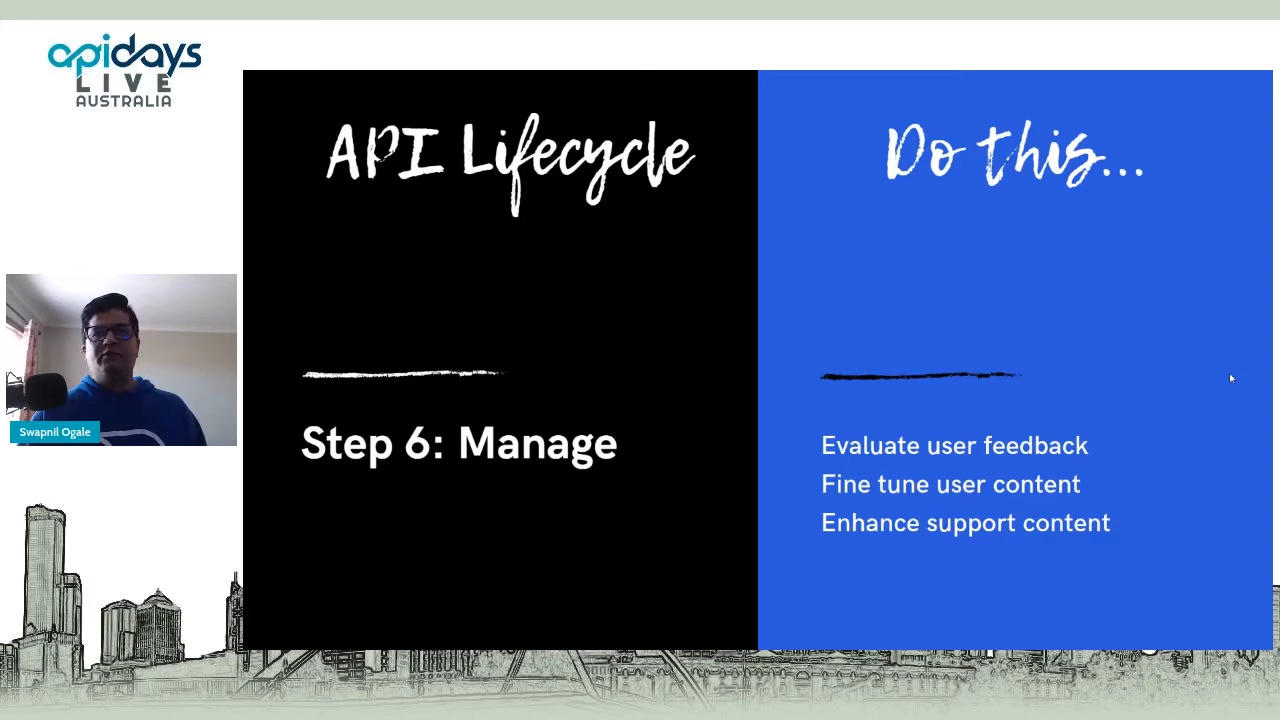 apidays
LIVE
AUSTRALIA
API Lifecycle
Do this...
Swapnil Ogale
Step 6: Manage
Evaluate user feedback
Fine tune user content
Enhance support content